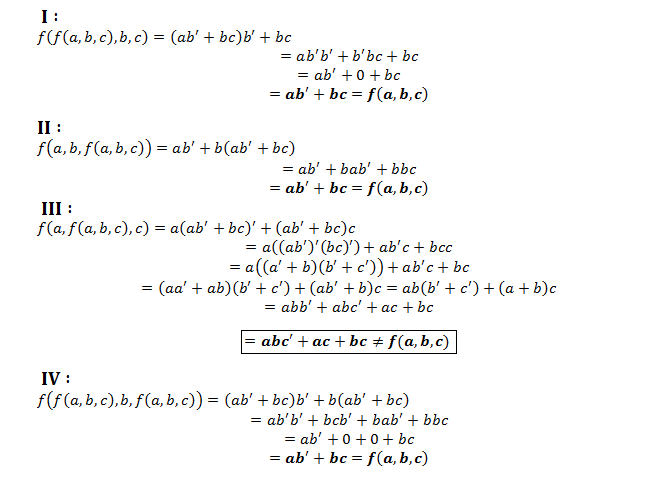 I :
f(f(a,b,c),b,c) = (ab′ + bc)b′ + bc
= ab′b′ + b′bc + bc
= ab′ + 0 + bc
= ab′ + bc = f(a,b,c)
II :
f(a,b,f(a,b,c)) = ab′ + b(ab′ + bc)
= ab′ + bab′ + bbc
= ab′ + bc = f(a,b,c)
III :
f(a,f(a,b,c),c) = a(ab′ + bc)′ + (ab′ + bc)c
= a((ab′)′(bc)′) + ab′c + bcc
= a((a′ + b)(b′ + c′)) + ab′c + bc
= (aa′ + ab)(b′ + c′) + (ab′ + b)c = ab(b′ + c′) + (a + b)c
= abb′ + abc′ + ac + bc
= abc′ + ac + bc ≠ f(a,b,c)
IV :
f(f(a,b,c),b,f(a,b,c)) = (ab′ + bc)b′ + b(ab′ + bc)
= ab′b′ + bcb′ + bab′ + bbc
= ab′ + 0 + 0 + bc
= ab′ + bc = f(a,b,c)